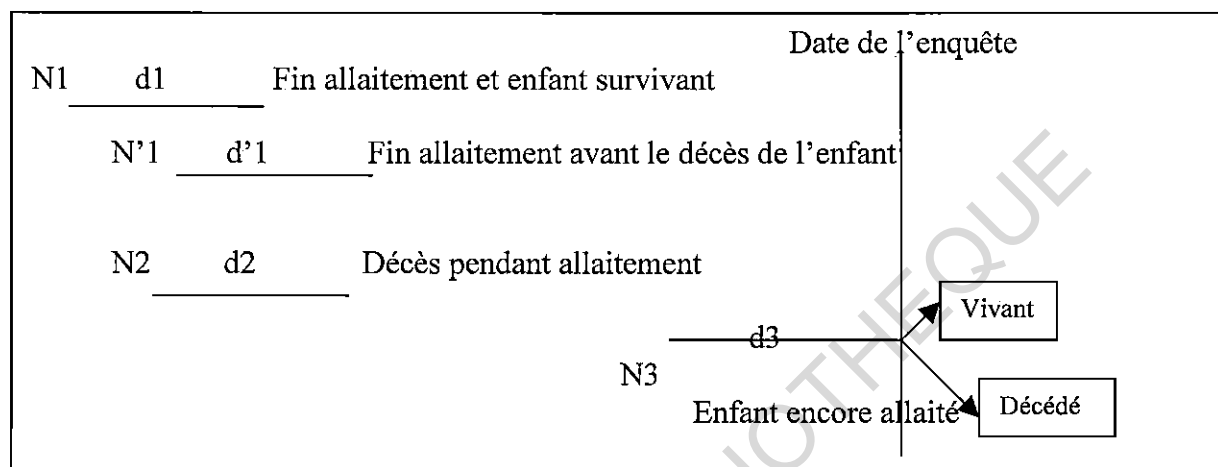 Date de l'enquête
N1 d1 Fin allaitement et enfant survivant
N'1 d'1 Fin allaitement avant le décès de l'enfant
N2 d2 Décès pendant allaitement
Vivant
d3
N3
Enfant encore allaité Décédé